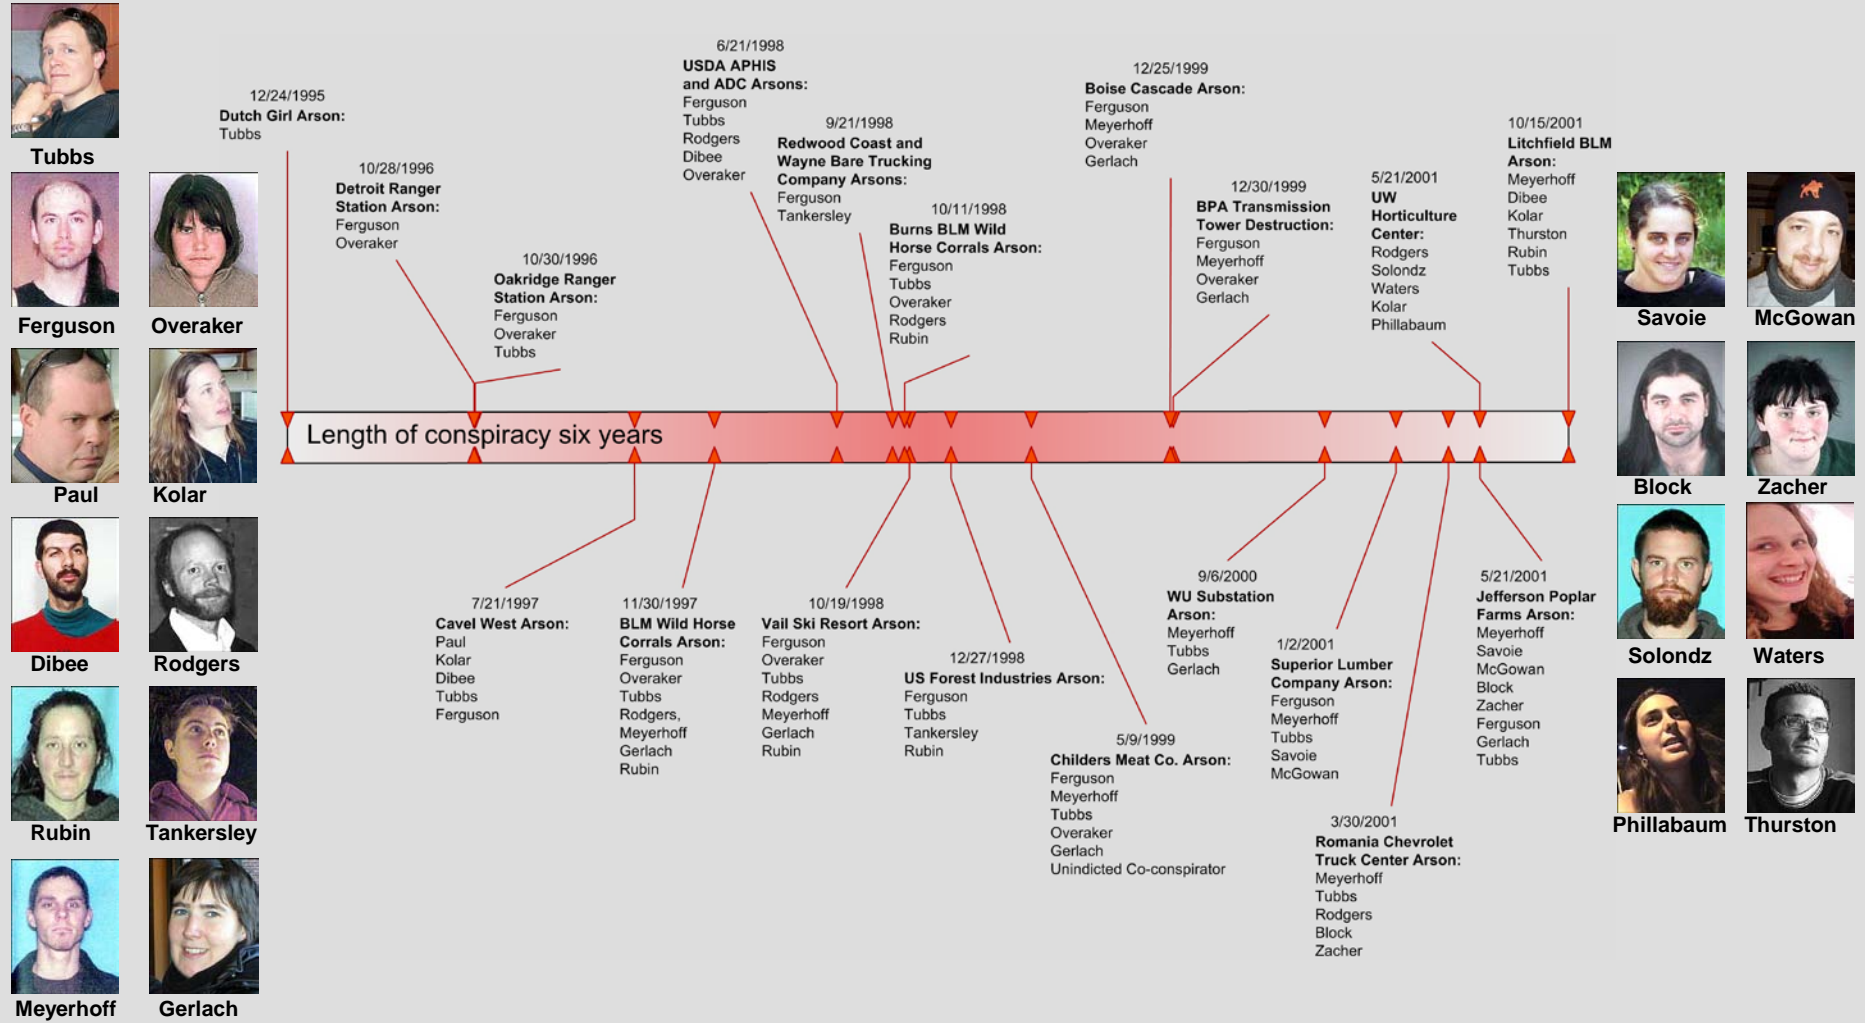 Tubbs
Ferguson
Overaker
Paul
Kolar
Dibee
Rodgers
Rubin
Tankersley
Meyerhoff
Gerlach
12/24/1995
Dutch Girl Arson:
Tubbs
10/28/1996
Detroit Ranger
Station Arson:
Ferguson
Overaker
10/30/1996
Oakridge Ranger
Station Arson:
Ferguson
Overaker
Tubbs
6/21/1998
USDA APHIS
and ADC Arsons:
Ferguson
Tubbs
Rodgers
Dibee
Overaker
9/21/1998
Redwood Coast and
Wayne Bare Trucking
Company Arsons:
Ferguson
Tankersley
10/11/1998
Burns BLM Wild
Horse Corrals Arson:
Ferguson
Tubbs
Overaker
Rodgers
Rubin
12/25/1999
Boise Cascade Arson:
Ferguson
Meyerhoff
Overaker
Gerlach
12/30/1999
BPA Transmission
Tower Destruction:
Ferguson
Meyerhoff
Overaker
Gerlach
5/21/2001
UW
Horticulture
Center:
Rodgers
Solondz
Waters
Kolar
Phillabaum
10/15/2001
Litchfield BLM
Arson:
Meyerhoff
Dibee
Kolar
Thurston
Rubin
Tubbs
Length of conspiracy six years
7/21/1997
Cavel West Arson:
Paul
Kolar
Dibee
Tubbs
Ferguson
11/30/1997
BLM Wild Horse
Corrals Arson:
Ferguson
Overaker
Tubbs
Rodgers,
Meyerhoff
Gerlach
Rubin
10/19/1998
Vail Ski Resort Arson:
Ferguson
Overaker
Tubbs
Rodgers
Meyerhoff
Gerlach
Rubin
12/27/1998
US Forest Industries Arson:
Ferguson
Tubbs
Tankersley
Rubin
5/9/1999
Childers Meat Co. Arson:
Ferguson
Meyerhoff
Tubbs
Overaker
Gerlach
Unindicted Co-conspirator
9/6/2000
WU Substation
Arson:
Meyerhoff
Tubbs
Gerlach
1/2/2001
Superior Lumber
Company Arson:
Ferguson
Meyerhoff
Tubbs
Savoie
McGowan
3/30/2001
Romania Chevrolet
Truck Center Arson:
Meyerhoff
Tubbs
Rodgers
Block
Zacher
5/21/2001
Jefferson Poplar
Farms Arson:
Meyerhoff
Savoie
McGowan
Block
Zacher
Ferguson
Gerlach
Tubbs
Savoie
McGowan
Block
Zacher
Solondz
Waters
Phillabaum
Thurston